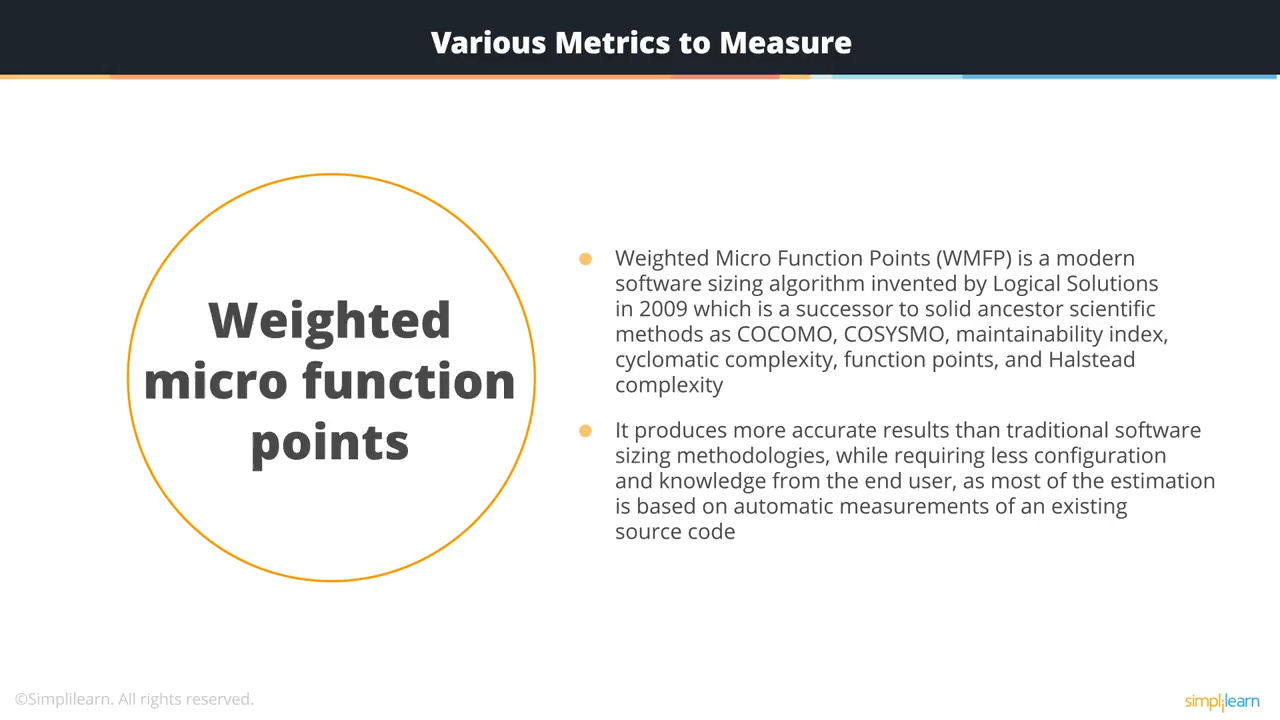 Various Metrics to Measure
Weighted
micro function
points
Weighted Micro Function Points (WMFP) is a modern
software sizing algorithm invented by Logical Solutions
in 2009 which is a successor to solid ancestor scientific
methods as COCOMO, COSYSMO, maintainability index,
cyclomatic complexity, function points, and Halstead
complexity
It produces more accurate results than traditional software
sizing methodologies, while requiring less configuration
and knowledge from the end user, as most of the estimation
is based on automatic measurements of an existing
source code
©Simplilearn. All rights reserved.
simplilearn